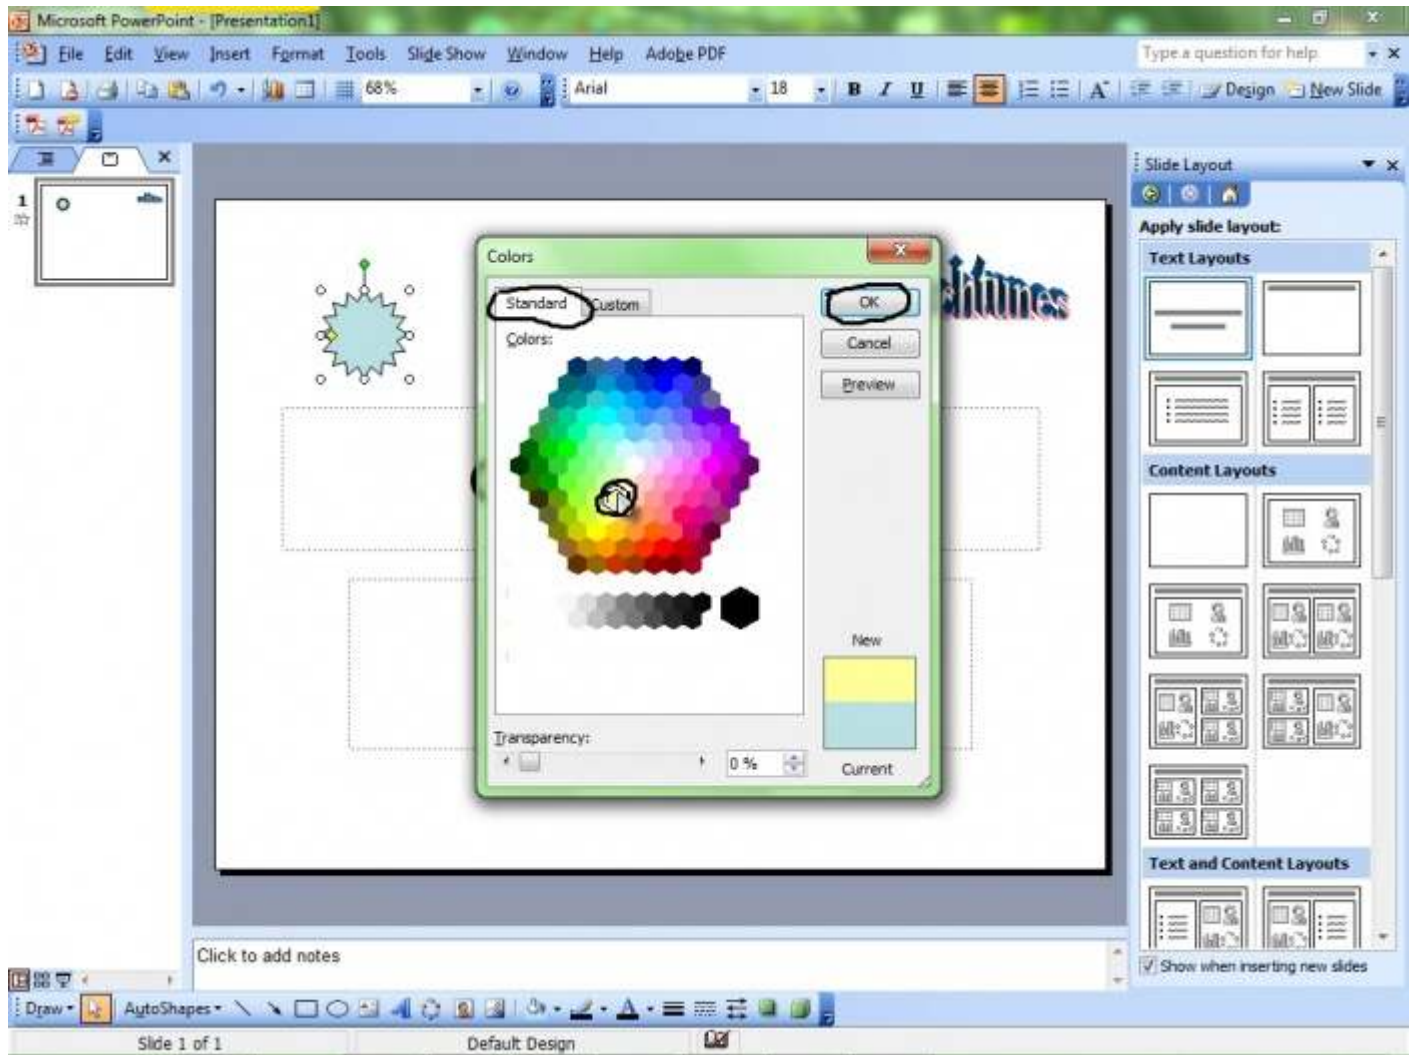 Microsoft PowerPoint - [Presentation1]
File Edit View Insert Format Tools Slide Show Window Help Adobe PDF
Type a question for help
68% Arial 18 B I U A Design New Slide
Slide Layout
1
Apply slide layout:
Text Layouts
Colors
Standard Custom
OK
Colors:
Cancel
Preview
Content Layouts
New
Transparency:
0 %
Current
Text and Content Layouts
Click to add notes
Show when inserting new slides
Draw AutoShapes A
Slide 1 of 1 Default Design